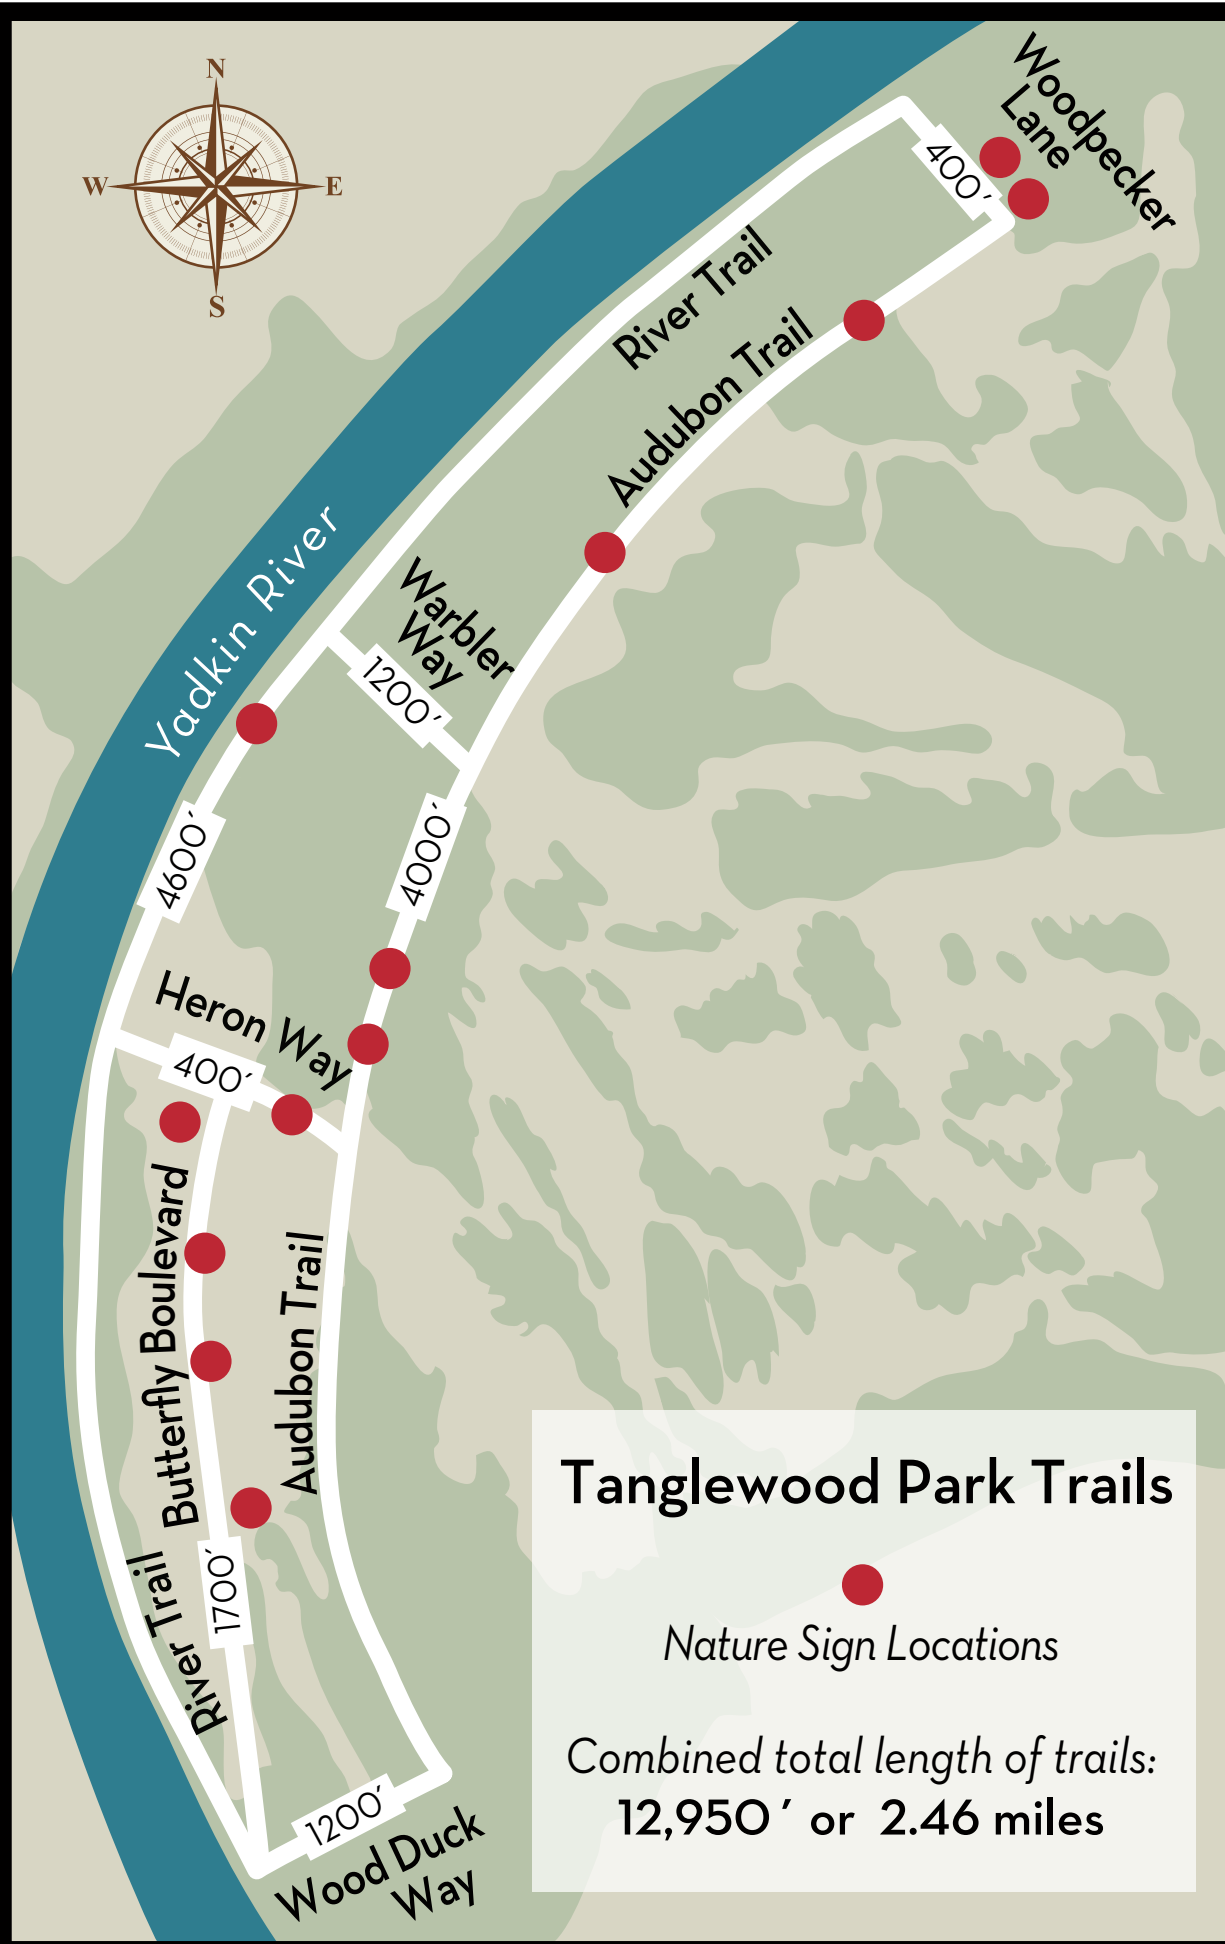 N
W
E
S
Woodpecker
Lane
400′
River Trail
Audubon Trail
Yadkin River
Warbler
Way
1200′
4600′
4000′
Heron Way
400′
Butterfly Boulevard
Audubon Trail
1700′
River Trail
1200′
Wood Duck
Way
Tanglewood Park Trails
Nature Sign Locations
Combined total length of trails:
12,950 ′ or 2.46 miles